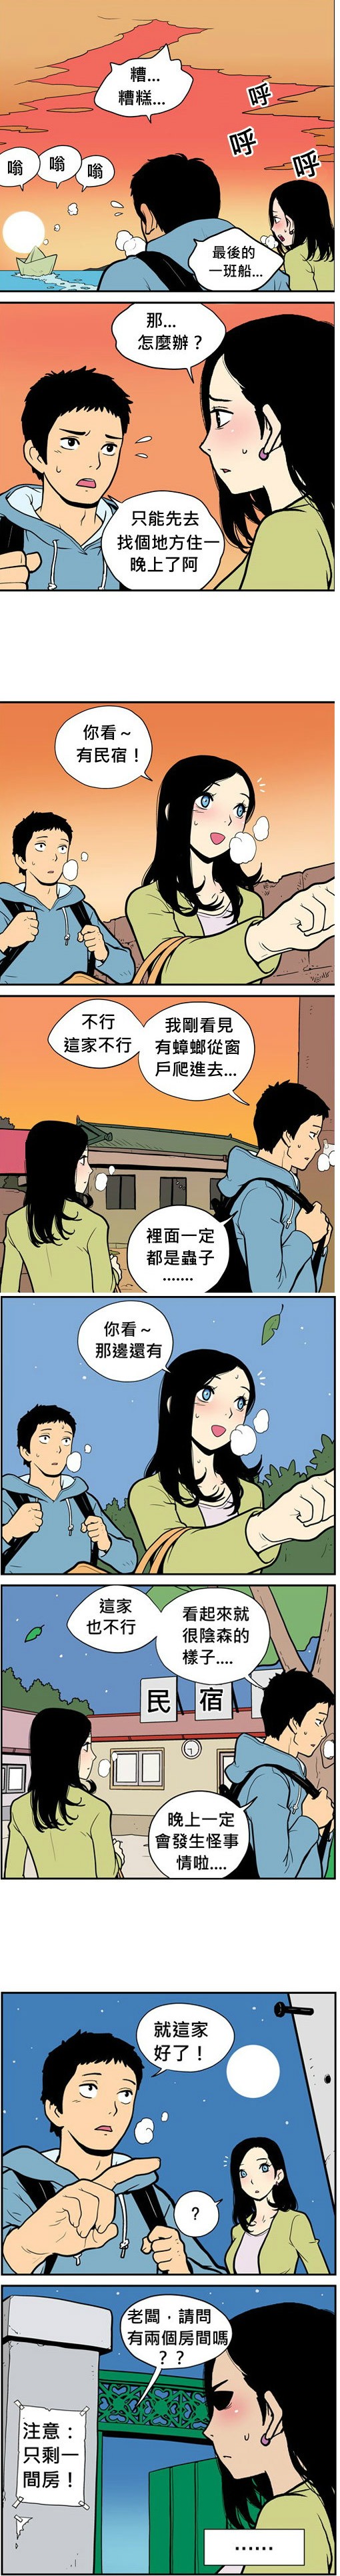 糟...
糟糕...
呼
呼
呼
嗡
嗡
嗡
最後的
一班船...
那...
怎麼辦？
只能先去
找個地方住一
晚上了阿
你看～
有民宿！
不行
這家不行
我剛看見
有蟑螂從窗
戶爬進去...
裡面一定
都是蟲子
.......
你看～
那邊還有
這家
也不行
看起來就
很陰森的
樣子....
民宿
晚上一定
會發生怪事
情啦....
就這家
好了！
？
老闆，請問
有兩個房間嗎
？？
注意：
只剩一
間房！
......